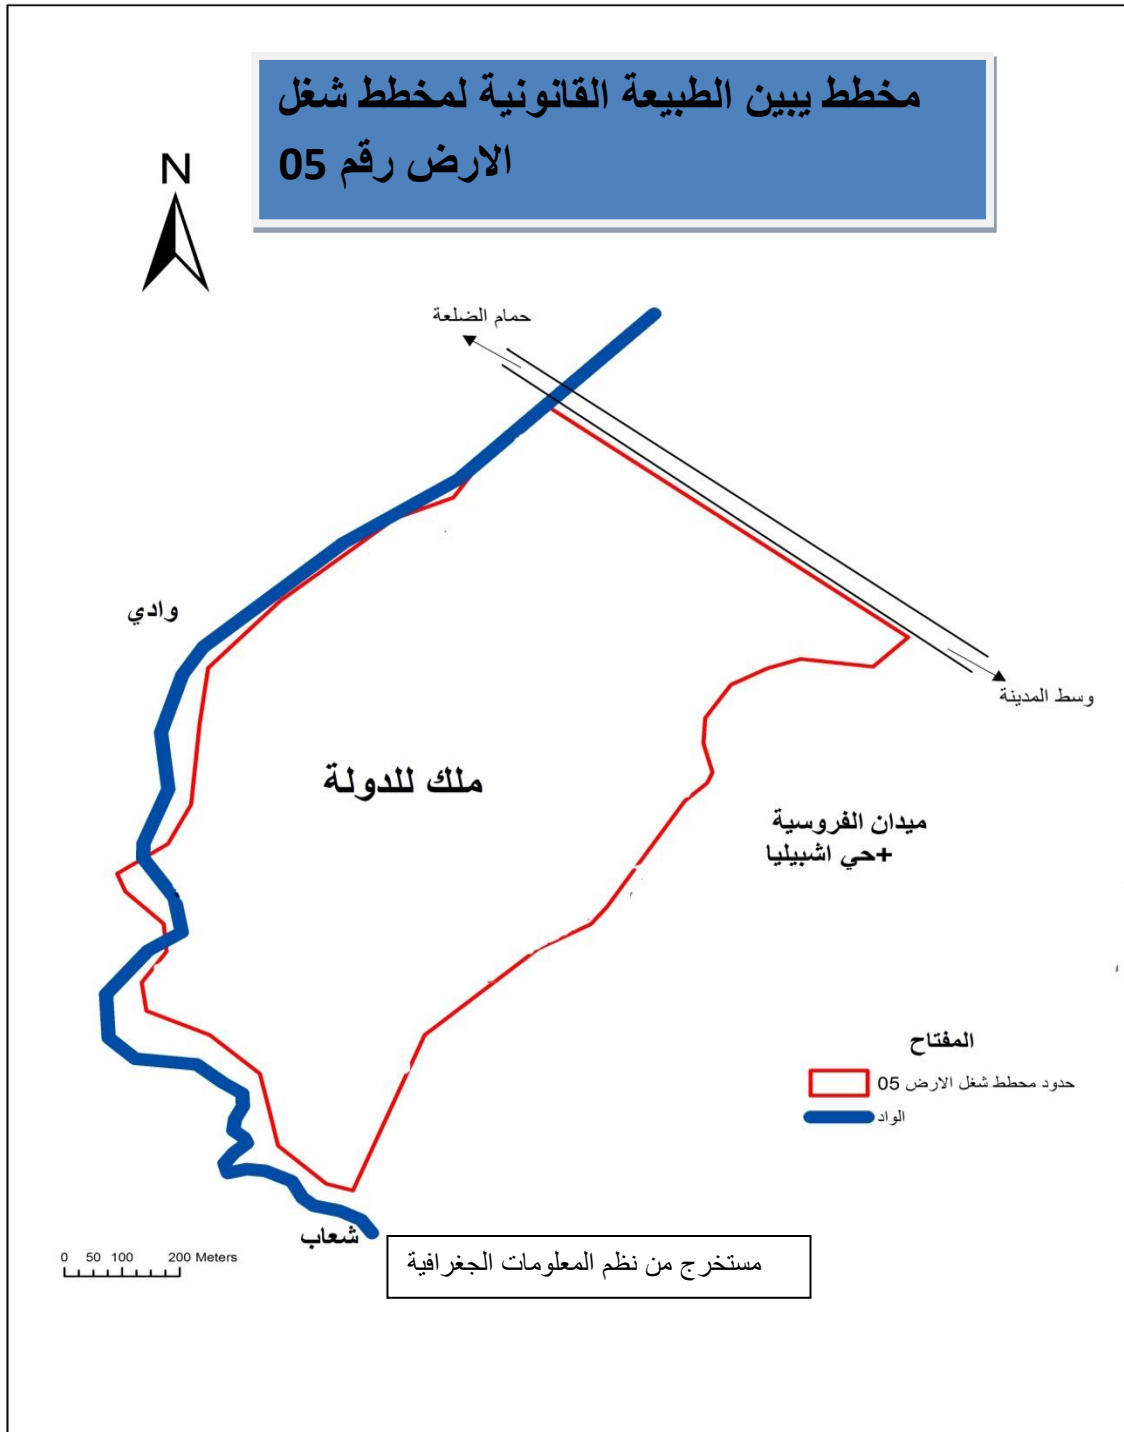 مخطط يبين الطبيعة القانونية لمخطط شغل
الارض رقم 05
N
حمام الضلعة
وادي
وسط المدينة
ملك للدولة
ميدان الفروسية
+حي اشبيليا
المفتاح
حدود محطط شغل الارض 05
الواد
شعاب
0 50 100 200 Meters
مستخرج من نظم المعلومات الجغرافية